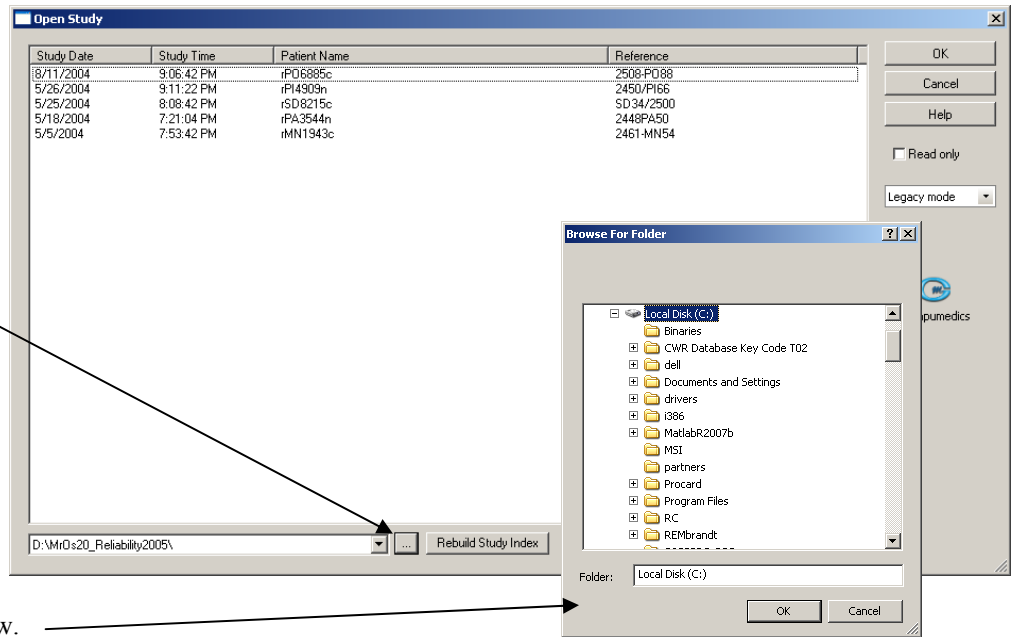 Open Study
Study Date Study Time Patient Name Reference
8/11/2004 9:06:42 PM rPO6885c 2508-PO88
5/26/2004 9:11:22 PM rPI4909n 2450/PI66
5/25/2004 8:08:42 PM rSD8215c SD34/2500
5/18/2004 7:21:04 PM rPA3544n 2448PA50
5/5/2004 7:53:42 PM rMN1943c 2461-MN54
OK
Cancel
Help
Read only
Legacy mode
pumedics
Browse For Folder
Local Disk (C:)
Binaries
CWR Database Key Code T02
dell
Documents and Settings
drivers
i386
MatlabR2007b
MSI
partners
Procard
Program Files
RC
REMbrandt
Folder: Local Disk (C:)
OK Cancel
D:\MrOs20_Reliability2005\ ... Rebuild Study Index
w.